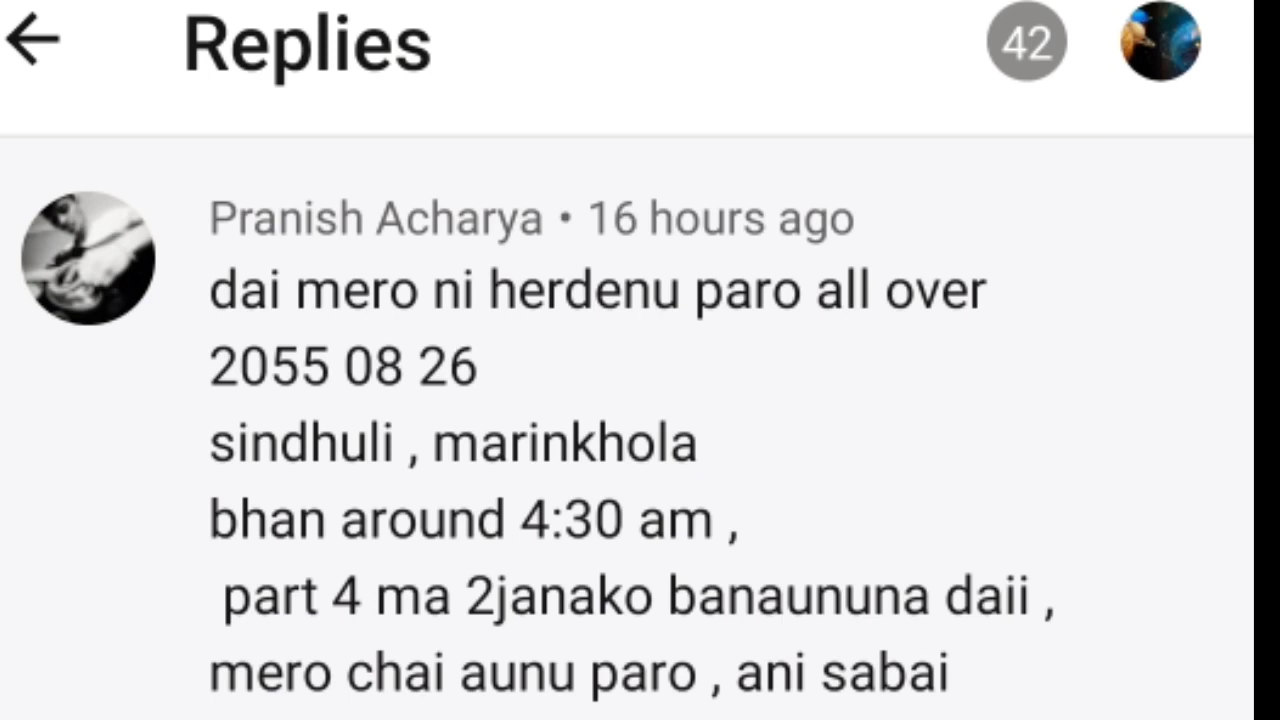 Replies
42
Pranish Acharya • 16 hours ago
dai mero ni herdenu paro all over
2055 08 26
sindhuli , marinkhola
bhan around 4:30 am ,
part 4 ma 2janako banaununa daii ,
mero chai aunu paro , ani sabai